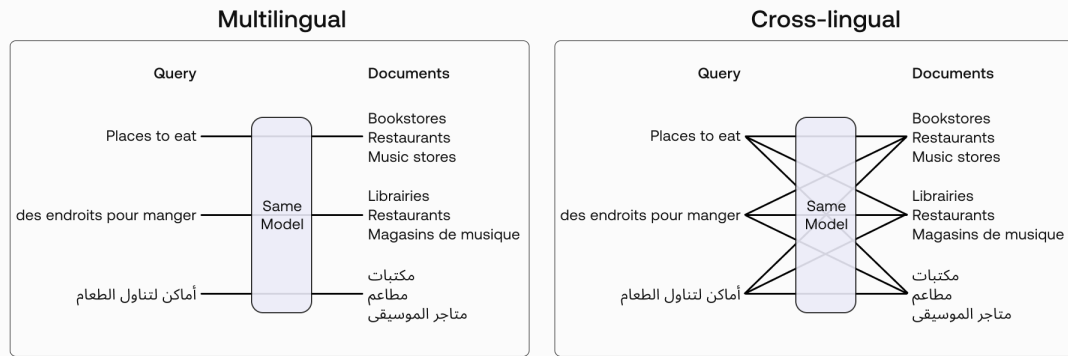 Multilingual
Query
Documents
Places to eat
Bookstores
Restaurants
Music stores
Same
Model
des endroits pour manger
Librairies
Restaurants
Magasins de musique
أماكن لتناول الطعام
مكتبات
مطاعم
متاجر الموسيقى
Cross-lingual
Query
Documents
Places to eat
Bookstores
Restaurants
Music stores
Same
Model
des endroits pour manger
Librairies
Restaurants
Magasins de musique
أماكن لتناول الطعام
مكتبات
مطاعم
متاجر الموسيقى